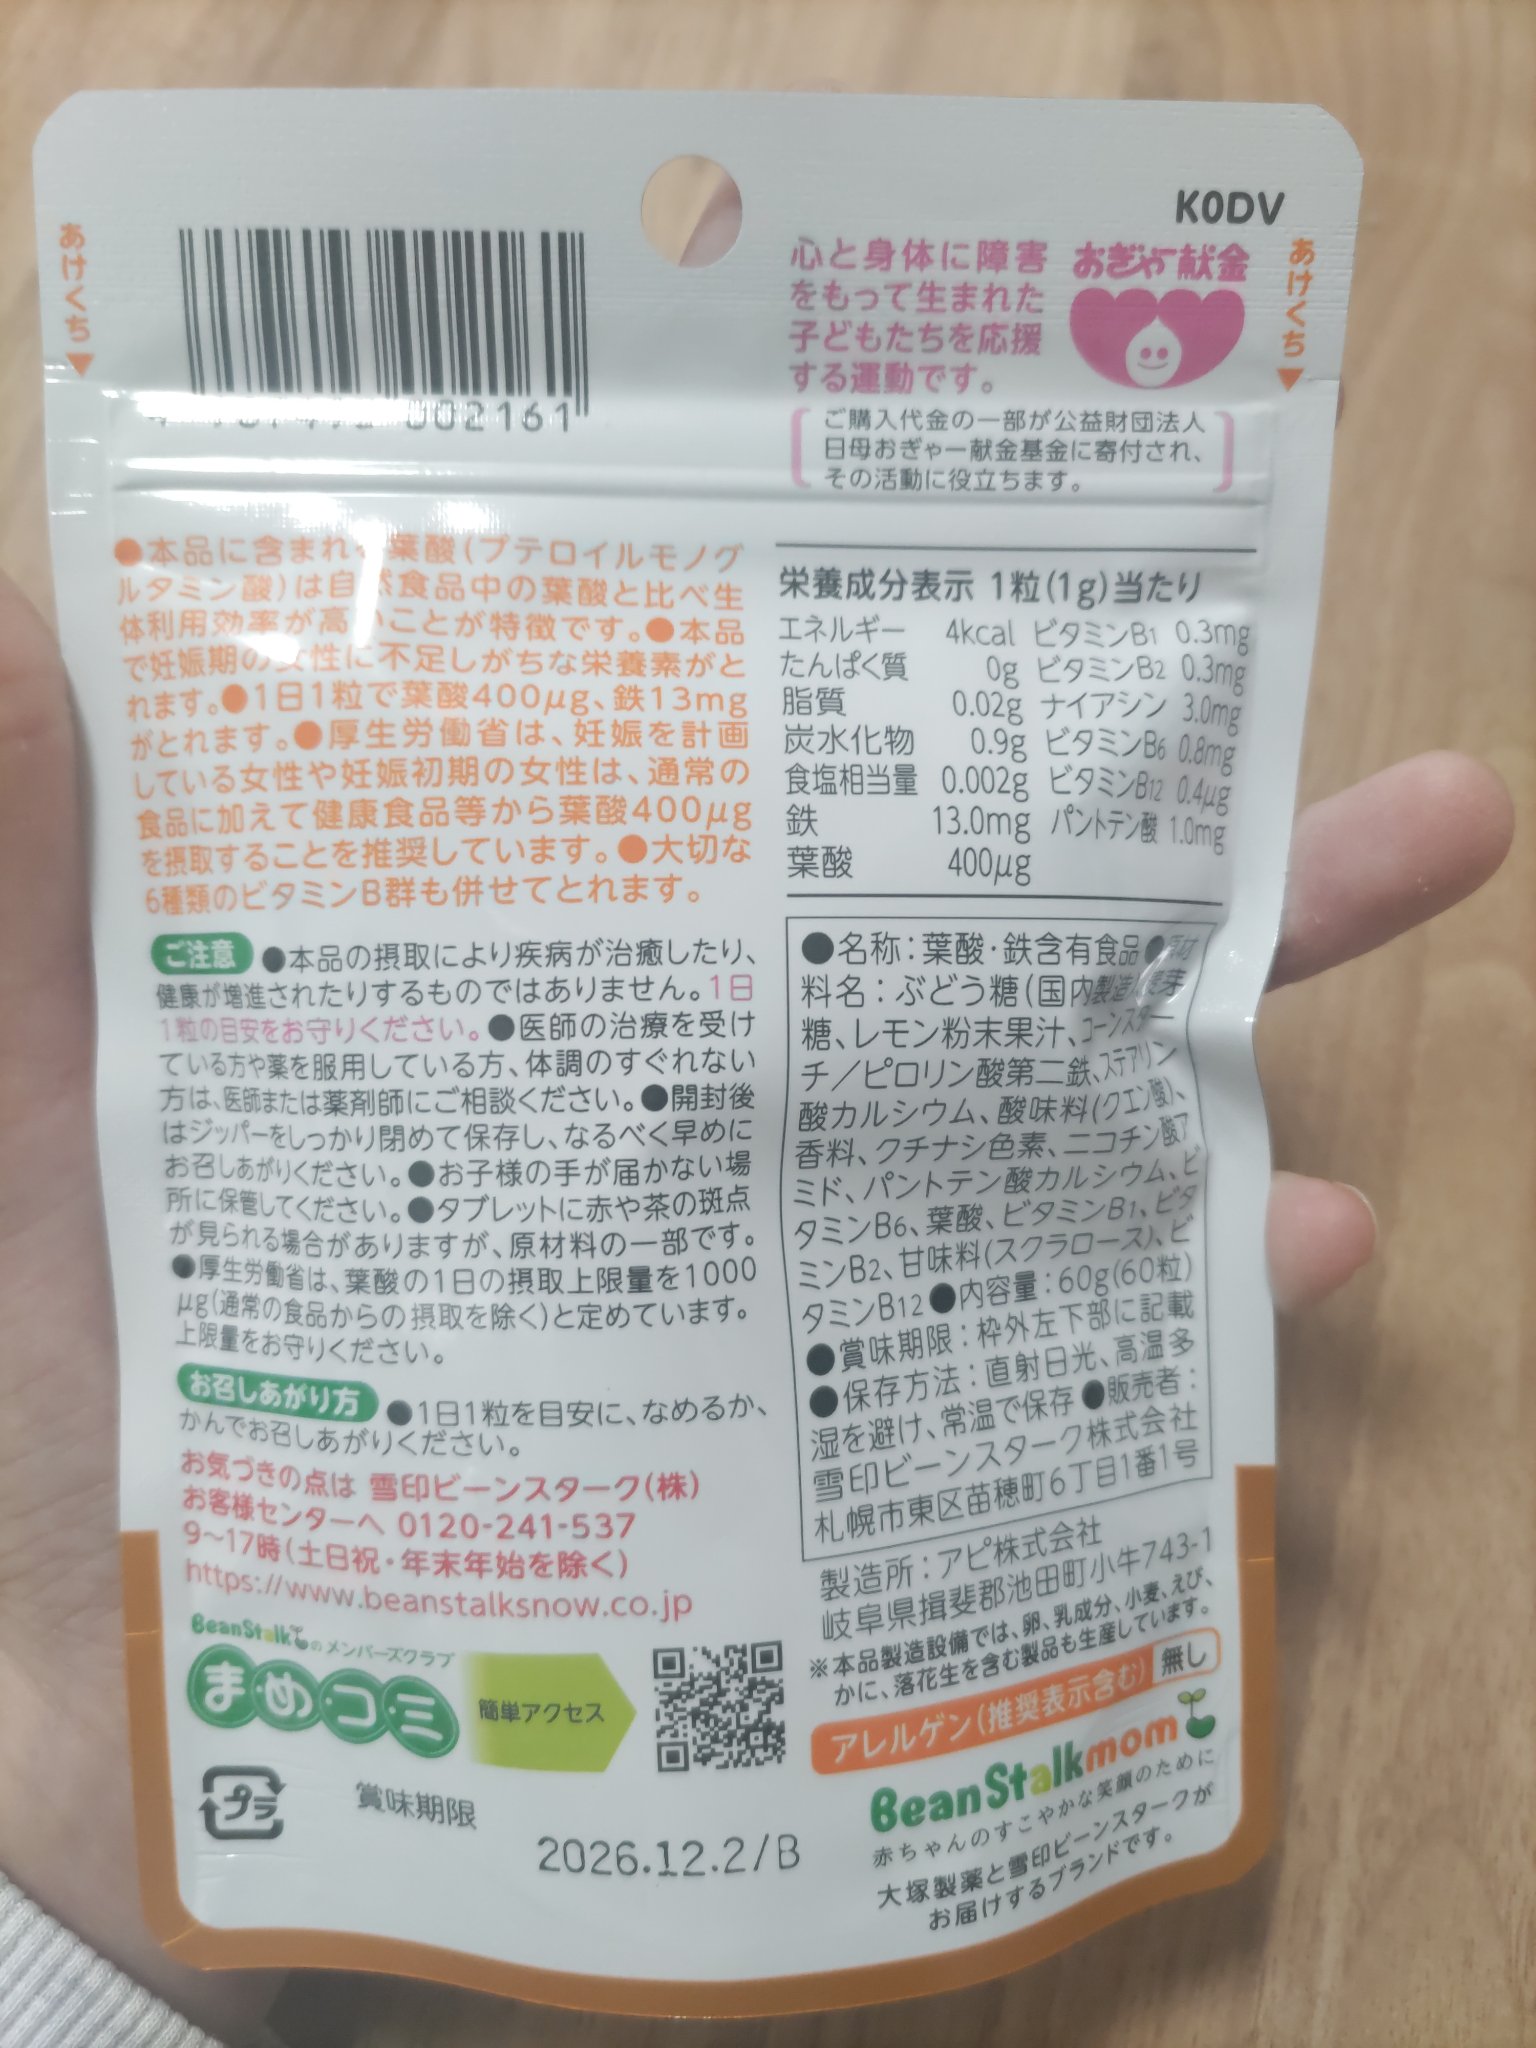 KODV
あけくち▼
あけくち▼
002161
心と身体に障害
をもって生まれた
子どもたちを応援
する運動です。
おぎゃー献金
ご購入代金の一部が公益財団法人
日母おぎゃー献金基金に寄付され、
その活動に役立ちます。
●本品に含まれ 葉酸(プテロイルモノグ
ルタミン酸)は自然食品中の葉酸と比べ生
体利用効率が高いことが特徴です。●本品
で妊娠期の女性に不足しがちな栄養素がと
れます。●1日1粒で葉酸400μg、鉄13mg
がとれます。●厚生労働省は、妊娠を計画
している女性や妊娠初期の女性は、通常の
食品に加えて健康食品等から葉酸400μg
を摂取することを推奨しています。●大切な
6種類のビタミンB群も併せてとれます。
ご注意 ●本品の摂取により疾病が治癒したり、
健康が増進されたりするものではありません。1日
1粒の目安をお守りください。●医師の治療を受け
ている方や薬を服用している方、体調のすぐれない
方は、医師または薬剤師にご相談ください。●開封後
はジッパーをしっかり閉めて保存し、なるべく早めに
お召しあがりください。●お子様の手が届かない場
所に保管してください。●タブレットに赤や茶の斑点
が見られる場合がありますが、原材料の一部です。
●厚生労働省は、葉酸の1日の摂取上限量を1000
μg(通常の食品からの摂取を除く)と定めています。
上限量をお守りください。
お召しあがり方 ●1日1粒を目安に、なめるか、
かんでお召しあがりください。
お気づきの点は 雪印ビーンスターク(株)
お客様センターへ 0120-241-537
9～17時(土日祝・年末年始を除く)
https://www.beanstalksnow.co.jp
BeanStalkのメンバーズクラブ
まめコミ
簡単アクセス
プラ
賞味期限
2026.12.2/B
栄養成分表示 1粒(1g)当たり
エネルギー 4kcal ビタミンB1 0.3mg
たんぱく質 0g ビタミンB2 0.3mg
脂質 0.02g ナイアシン 3.0mg
炭水化物 0.9g ビタミンB6 0.8mg
食塩相当量 0.002g ビタミンB12 0.4μg
鉄 13.0mg パントテン酸 1.0mg
葉酸 400μg
●名称：葉酸・鉄含有食品●原材
料名：ぶどう糖(国内製造)、麦芽
糖、レモン粉末果汁、コーンスター
チ／ピロリン酸第二鉄、ステアリン
酸カルシウム、酸味料(クエン酸)、
香料、クチナシ色素、ニコチン酸ア
ミド、パントテン酸カルシウム、ビ
タミンB6、葉酸、ビタミンB1、ビタ
ミンB2、甘味料(スクラロース)、ビ
タミンB12●内容量：60g(60粒)
●賞味期限：枠外左下部に記載
●保存方法：直射日光、高温多
湿を避け、常温で保存●販売者：
雪印ビーンスターク株式会社
札幌市東区苗穂町6丁目1番1号
製造所：アピ株式会社
岐阜県揖斐郡池田町小牛743-1
※本品製造設備では、卵、乳成分、小麦、えび、
かに、落花生を含む製品も生産しています。
アレルゲン(推奨表示含む) 無し
BeanStalkmom
赤ちゃんのすこやかな笑顔のために
大塚製薬と雪印ビーンスタークが
お届けするブランドです。